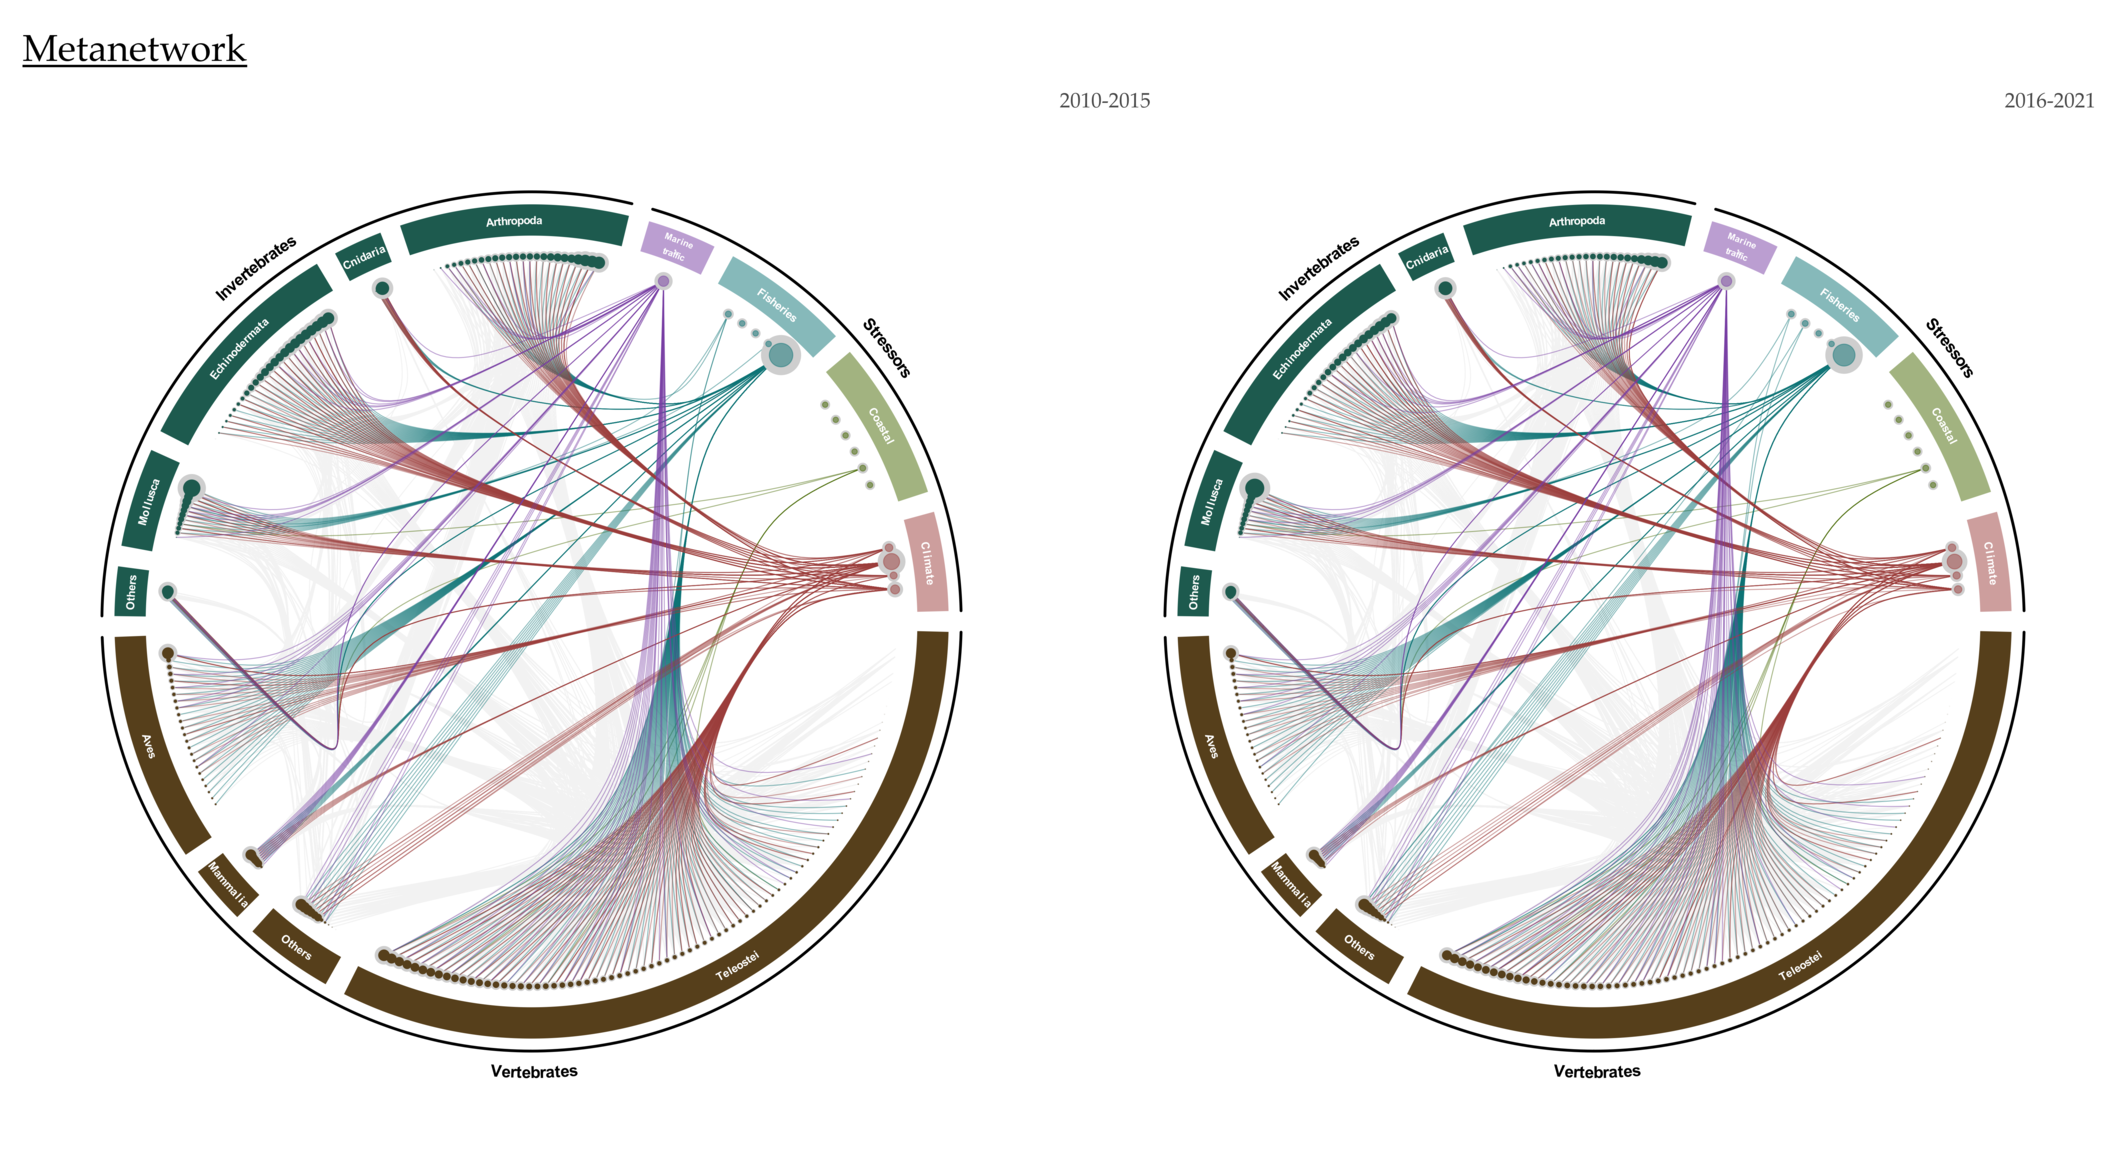 Metanetwork
2010-2015
2016-2021
Invertebrates
Stressors
Vertebrates
Arthropoda
Marine
traffic
Fisheries
Coastal
Climate
Teleostei
Others
Mammalia
Aves
Others
Mollusca
Echinodermata
Cnidaria
Invertebrates
Stressors
Vertebrates
Arthropoda
Marine
traffic
Fisheries
Coastal
Climate
Teleostei
Others
Mammalia
Aves
Others
Mollusca
Echinodermata
Cnidaria